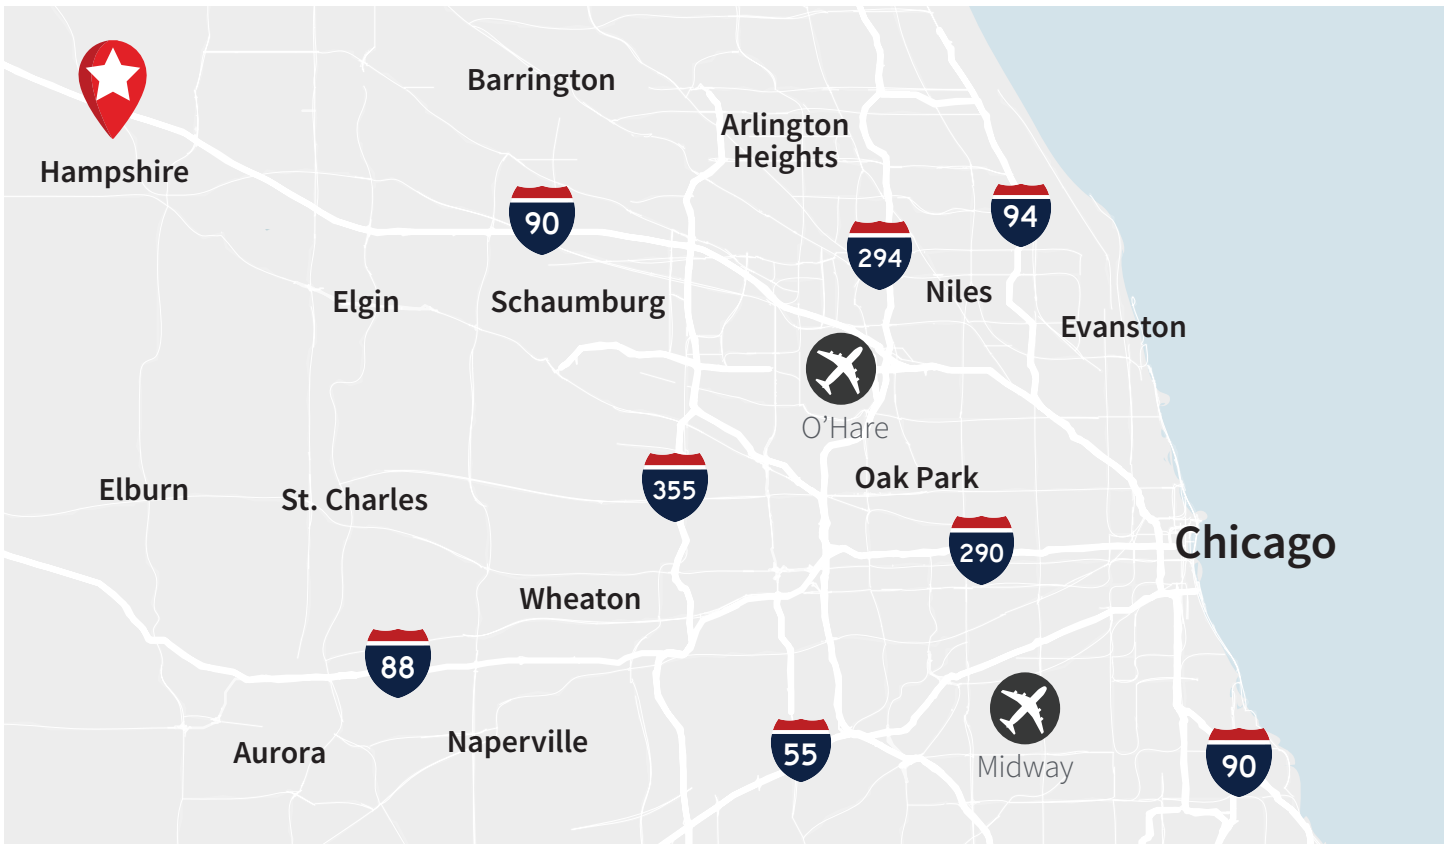 Barrington
Arlington
Heights
Hampshire
90
94
294
Niles
Elgin
Schaumburg
Evanston
O’Hare
Oak Park
Elburn
St. Charles
355
Chicago
290
Wheaton
88
Naperville
Aurora
55
Midway
90